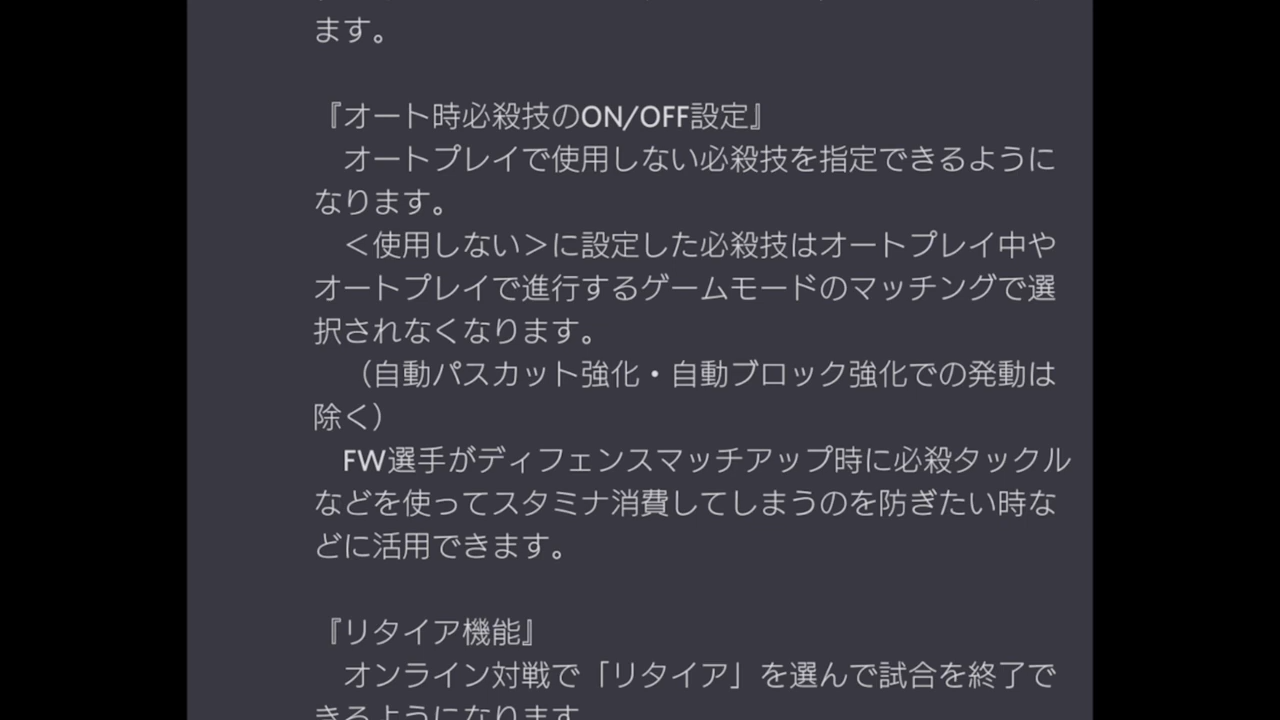 ます。
『オート時必殺技のON/OFF設定』
オートプレイで使用しない必殺技を指定できるように
なります。
＜使用しない＞に設定した必殺技はオートプレイ中や
オートプレイで進行するゲームモードのマッチングで選
択されなくなります。
（自動パスカット強化・自動ブロック強化での発動は
除く）
FW選手がディフェンスマッチアップ時に必殺タックル
などを使ってスタミナ消費してしまうのを防ぎたい時な
どに活用できます。
『リタイア機能』
オンライン対戦で「リタイア」を選んで試合を終了で
きるようになります